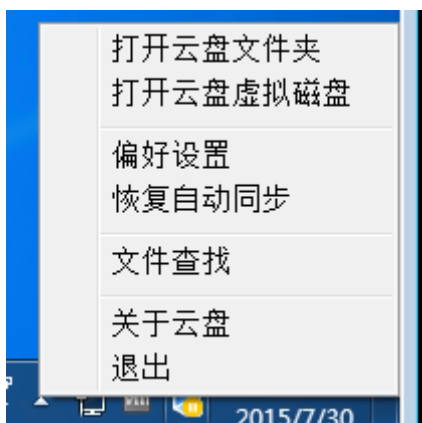 打开云盘文件夹
打开云盘虚拟磁盘
偏好设置
恢复自动同步
文件查找
关于云盘
退出
2015/7/30